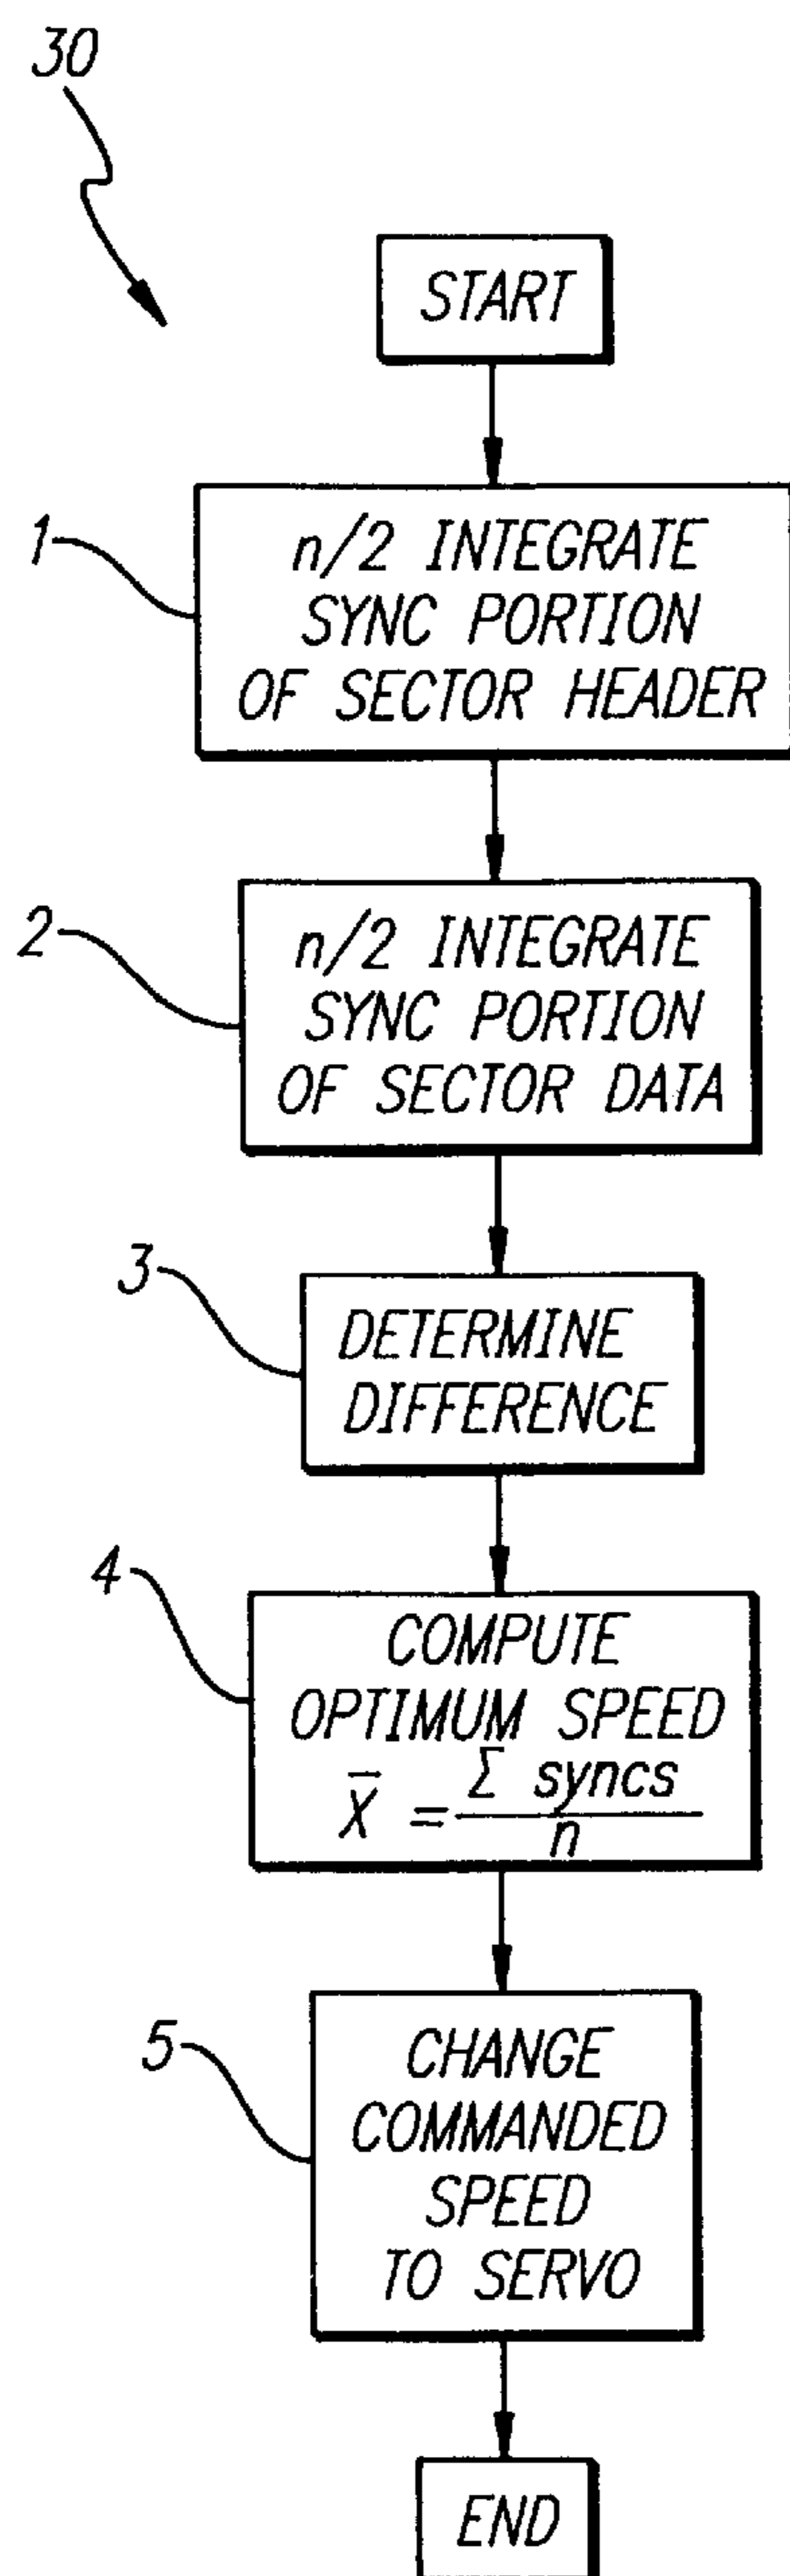 30
START
1
n/2 INTEGRATE
SYNC PORTION
OF SECTOR HEADER
2
n/2 INTEGRATE
SYNC PORTION
OF SECTOR DATA
3
DETERMINE
DIFFERENCE
4
COMPUTE
OPTIMUM SPEED
X̅ = Σ syncs / n
5
CHANGE
COMMANDED
SPEED
TO SERVO
END